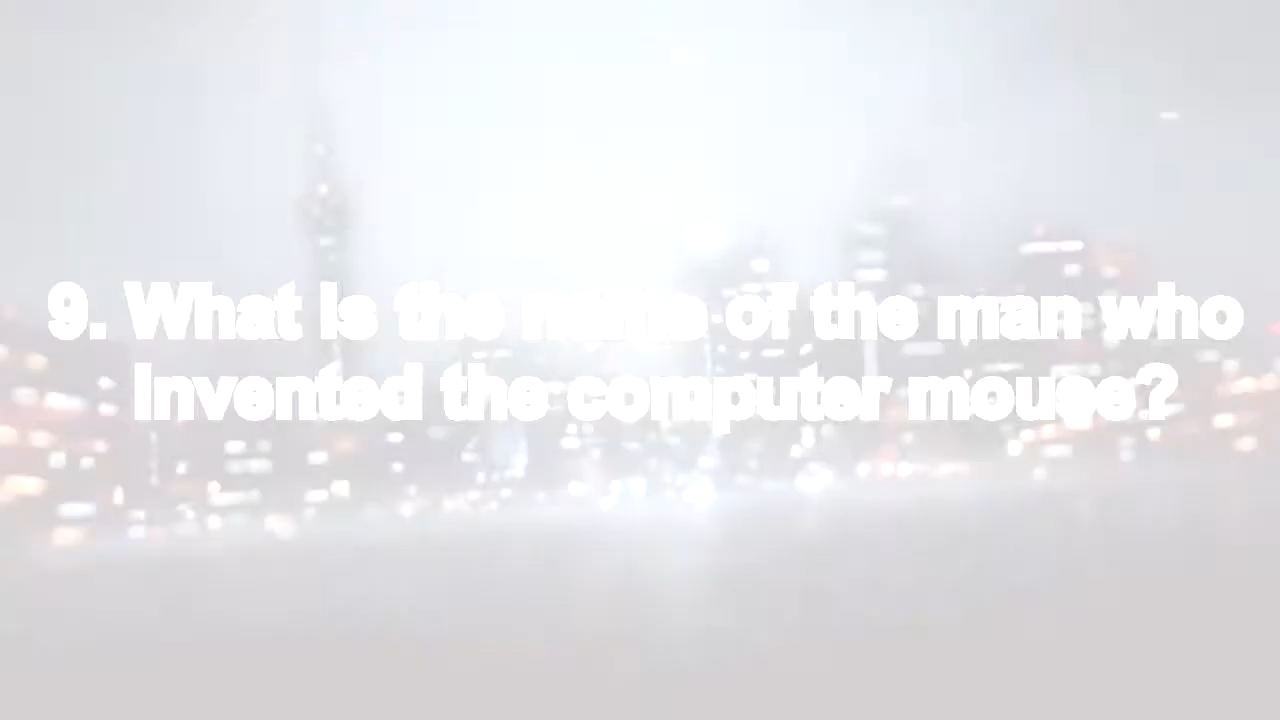 9. What is the name of the man who
invented the computer mouse?